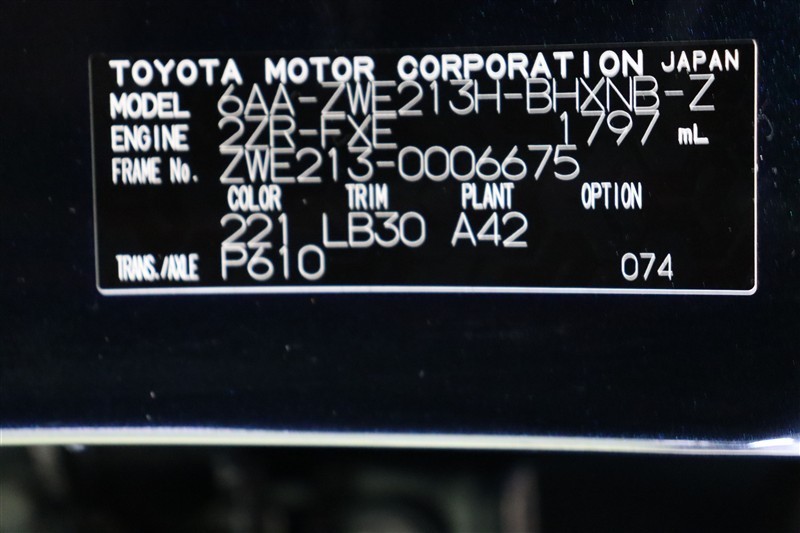 TOYOTA MOTOR CORPORATION JAPAN
MODEL 6AA-ZWE213H-BHXNB-Z
ENGINE 2ZR-FXE 1797 mL
FRAME No. ZWE213-0006675
COLOR TRIM PLANT OPTION
221 LB30 A42
TRANS./AXLE P610 074